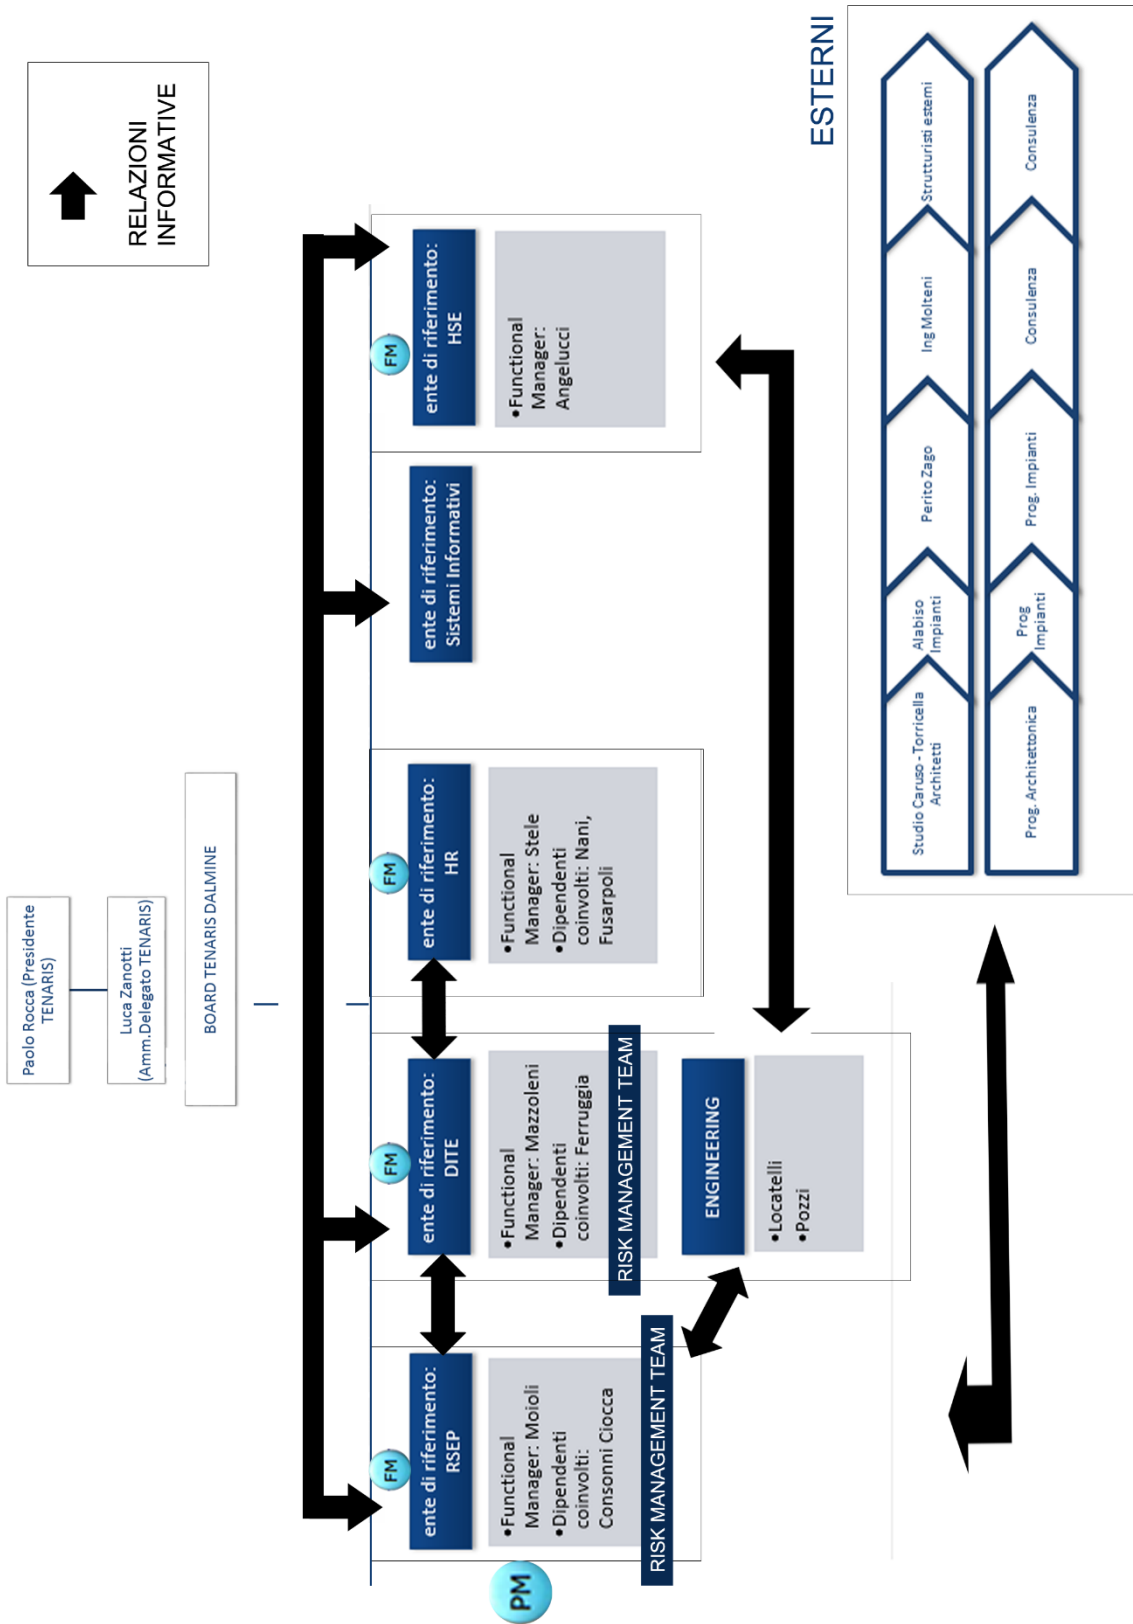 Paolo Rocca (Presidente
TENARIS)
Luca Zanotti
(Amm.Delegato TENARIS)
BOARD TENARIS DALMINE
RELAZIONI
INFORMATIVE
PM
FM
ente di riferimento:
RSEP
•Functional
Manager: Moioli
•Dipendenti
coinvolti:
Consonni Ciocca
RISK MANAGEMENT TEAM
FM
ente di riferimento:
DITE
•Functional
Manager: Mazzoleni
•Dipendenti
coinvolti: Ferruggia
RISK MANAGEMENT TEAM
ENGINEERING
•Locatelli
•Pozzi
FM
ente di riferimento:
HR
•Functional
Manager: Stele
•Dipendenti
coinvolti: Nani,
Fusarpoli
ente di riferimento:
Sistemi Informativi
FM
ente di riferimento:
HSE
•Functional
Manager:
Angelucci
ESTERNI
Studio Caruso - Torricella
Architetti
Alabiso
Impianti
Perito Zago
Ing Molteni
Strutturisti esterni
Prog. Architettonica
Prog
Impianti
Prog. Impianti
Consulenza
Consulenza